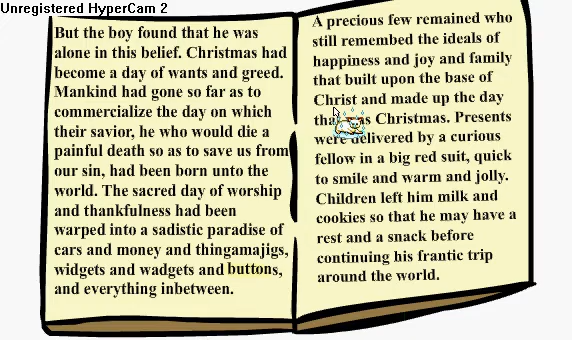 Unregistered HyperCam 2
But the boy found that he was
alone in this belief. Christmas had
become a day of wants and greed.
Mankind had gone so far as to
commercialize the day on which
their savior, he who would die a
painful death so as to save us from
our sin, had been born unto the
world. The sacred day of worship
and thankfulness had been
warped into a sadistic paradise of
cars and money and thingamajigs,
widgets and wadgets and buttons,
and everything inbetween.
A precious few remained who
still remembed the ideals of
happiness and joy and family
that built upon the base of
Christ and made up the day
that was Christmas. Presents
were delivered by a curious
fellow in a big red suit, quick
to smile and warm and jolly.
Children left him milk and
cookies so that he may have a
rest and a snack before
continuing his frantic trip
around the world.